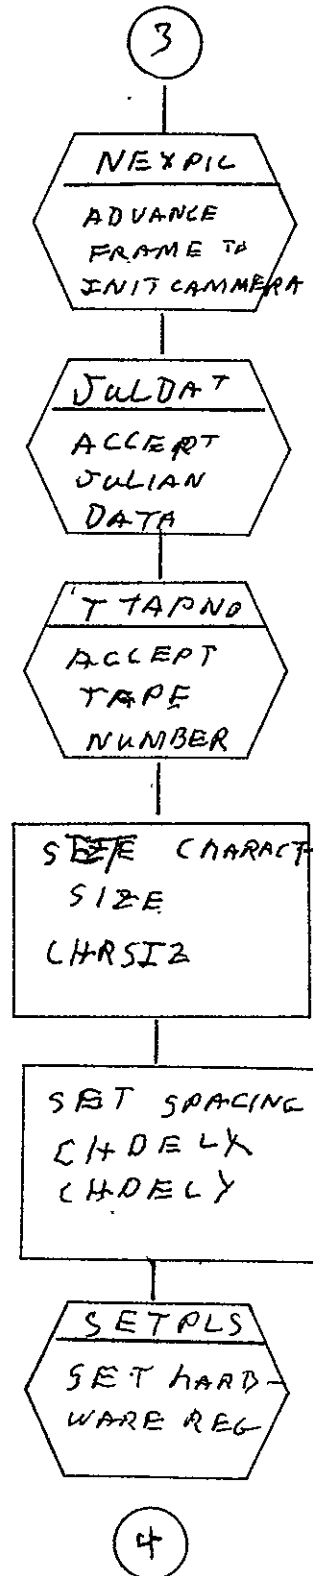 3
NEXPIC
ADVANCE
FRAME TO
INIT CAMMERA
JULDAT
ACCEPT
JULIAN
DATA
TTAPNO
ACCEPT
TAPE
NUMBER
CHARACT
SIZE
CHRSIZ
SET SPACING
CHDELX
CHDELY
SETPLS
SET HARD-
WARE REG
4